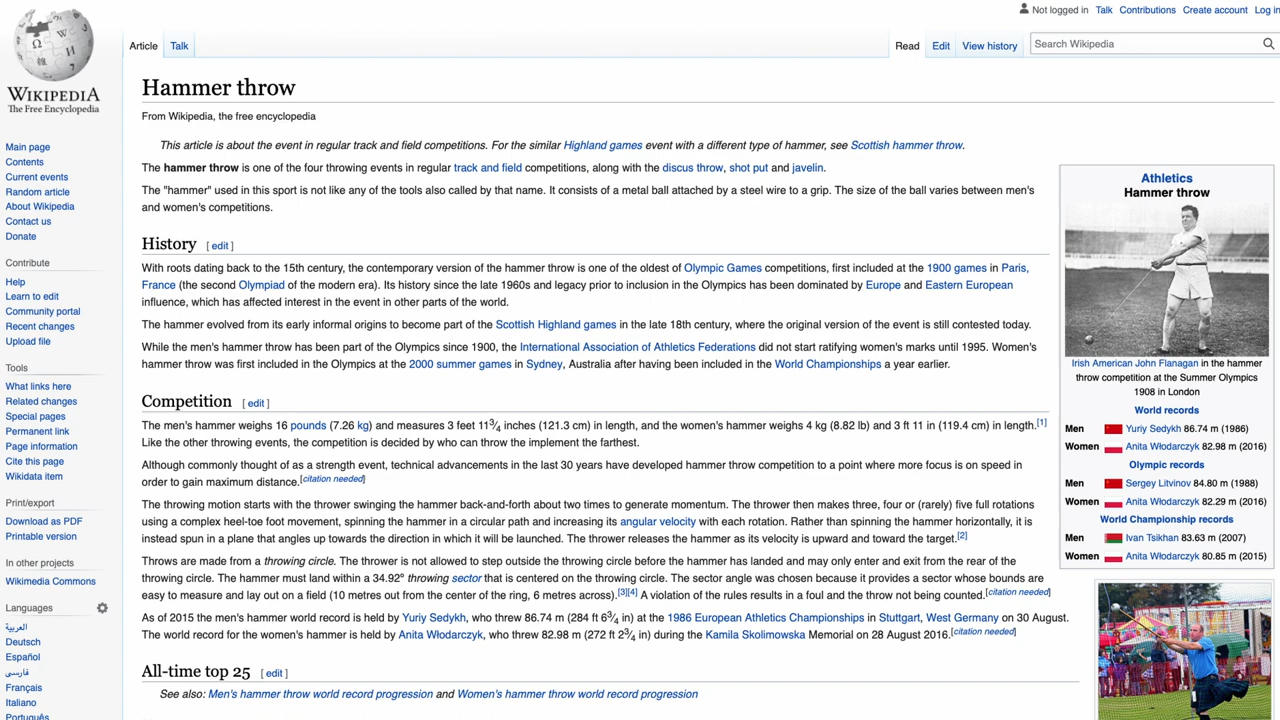 Not logged in Talk Contributions Create account Log in
WIKIPEDIA
The Free Encyclopedia
Article Talk Read Edit View history Search Wikipedia
Main page
Contents
Current events
Random article
About Wikipedia
Contact us
Donate
Contribute
Help
Learn to edit
Community portal
Recent changes
Upload file
Tools
What links here
Related changes
Special pages
Permanent link
Page information
Cite this page
Wikidata item
Print/export
Download as PDF
Printable version
In other projects
Wikimedia Commons
Languages
العربية
Deutsch
Español
فارسی
Français
Italiano
Português
Hammer throw
From Wikipedia, the free encyclopedia
This article is about the event in regular track and field competitions. For the similar Highland games event with a different type of hammer, see Scottish hammer throw.
The hammer throw is one of the four throwing events in regular track and field competitions, along with the discus throw, shot put and javelin.
The "hammer" used in this sport is not like any of the tools also called by that name. It consists of a metal ball attached by a steel wire to a grip. The size of the ball varies between men's
and women's competitions.
History [ edit ]
With roots dating back to the 15th century, the contemporary version of the hammer throw is one of the oldest of Olympic Games competitions, first included at the 1900 games in Paris,
France (the second Olympiad of the modern era). Its history since the late 1960s and legacy prior to inclusion in the Olympics has been dominated by Europe and Eastern European
influence, which has affected interest in the event in other parts of the world.
The hammer evolved from its early informal origins to become part of the Scottish Highland games in the late 18th century, where the original version of the event is still contested today.
While the men's hammer throw has been part of the Olympics since 1900, the International Association of Athletics Federations did not start ratifying women's marks until 1995. Women's
hammer throw was first included in the Olympics at the 2000 summer games in Sydney, Australia after having been included in the World Championships a year earlier.
Competition [ edit ]
The men's hammer weighs 16 pounds (7.26 kg) and measures 3 feet 11 3⁄4 inches (121.3 cm) in length, and the women's hammer weighs 4 kg (8.82 lb) and 3 ft 11 in (119.4 cm) in length.[1]
Like the other throwing events, the competition is decided by who can throw the implement the farthest.
Although commonly thought of as a strength event, technical advancements in the last 30 years have developed hammer throw competition to a point where more focus is on speed in
order to gain maximum distance.[citation needed]
The throwing motion starts with the thrower swinging the hammer back-and-forth about two times to generate momentum. The thrower then makes three, four or (rarely) five full rotations
using a complex heel-toe foot movement, spinning the hammer in a circular path and increasing its angular velocity with each rotation. Rather than spinning the hammer horizontally, it is
instead spun in a plane that angles up towards the direction in which it will be launched. The thrower releases the hammer as its velocity is upward and toward the target.[2]
Throws are made from a throwing circle. The thrower is not allowed to step outside the throwing circle before the hammer has landed and may only enter and exit from the rear of the
throwing circle. The hammer must land within a 34.92º throwing sector that is centered on the throwing circle. The sector angle was chosen because it provides a sector whose bounds are
easy to measure and lay out on a field (10 metres out from the center of the ring, 6 metres across).[3][4] A violation of the rules results in a foul and the throw not being counted.[citation needed]
As of 2015 the men's hammer world record is held by Yuriy Sedykh, who threw 86.74 m (284 ft 6 3⁄4 in) at the 1986 European Athletics Championships in Stuttgart, West Germany on 30 August.
The world record for the women's hammer is held by Anita Włodarczyk, who threw 82.98 m (272 ft 2 3⁄4 in) during the Kamila Skolimowska Memorial on 28 August 2016.[citation needed]
All-time top 25 [ edit ]
See also: Men's hammer throw world record progression and Women's hammer throw world record progression
Athletics
Hammer throw
Irish American John Flanagan in the hammer
throw competition at the Summer Olympics
1908 in London
World records
Men Yuriy Sedykh 86.74 m (1986)
Women Anita Włodarczyk 82.98 m (2016)
Olympic records
Men Sergey Litvinov 84.80 m (1988)
Women Anita Włodarczyk 82.29 m (2016)
World Championship records
Men Ivan Tsikhan 83.63 m (2007)
Women Anita Włodarczyk 80.85 m (2015)